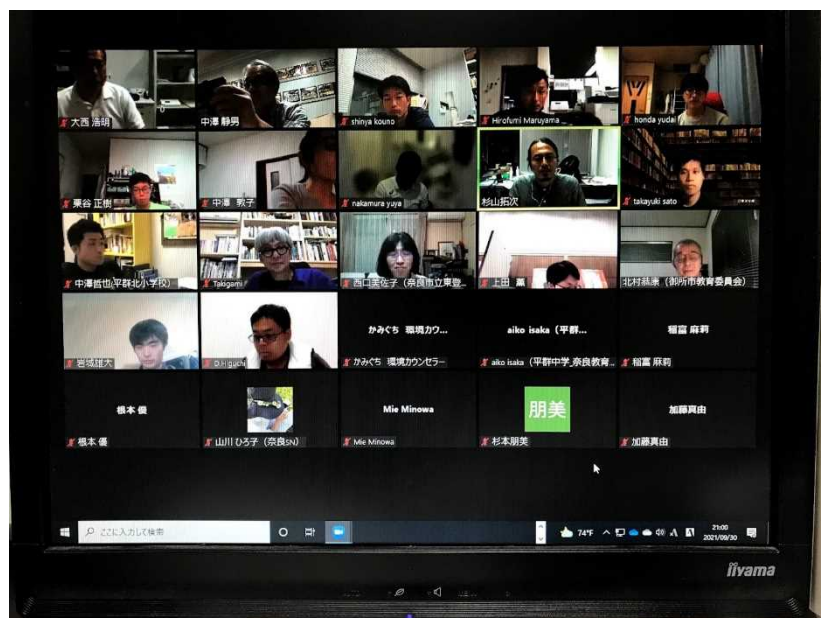 大西 浩明
中澤 静男
shinya kouno
Hirofumi Maruyama
honda yudai
栗谷 正樹
中澤 敦子
nakamura yuya
杉山拓次
takayuki sato
中澤哲也(平群北小学校)
Takigami
西口美佐子(奈良市立東登...
上田 薫
北村恭康(御所市教育委員会)
岩城雄大
D.Higuchi
かみぐち 環境カウ...
かみぐち 環境カウンセラー
aiko isaka(平群...
aiko isaka(平群中学_奈良教育...
稲富 麻莉
稲富 麻莉
根本 優
根本 優
山川 ひろ子(奈良SN)
Mie Minowa
Mie Minowa
朋美
杉本朋美
加藤真由
加藤真由
ここに入力して検索
74°F
A
21:00
2021/09/30
iiyama